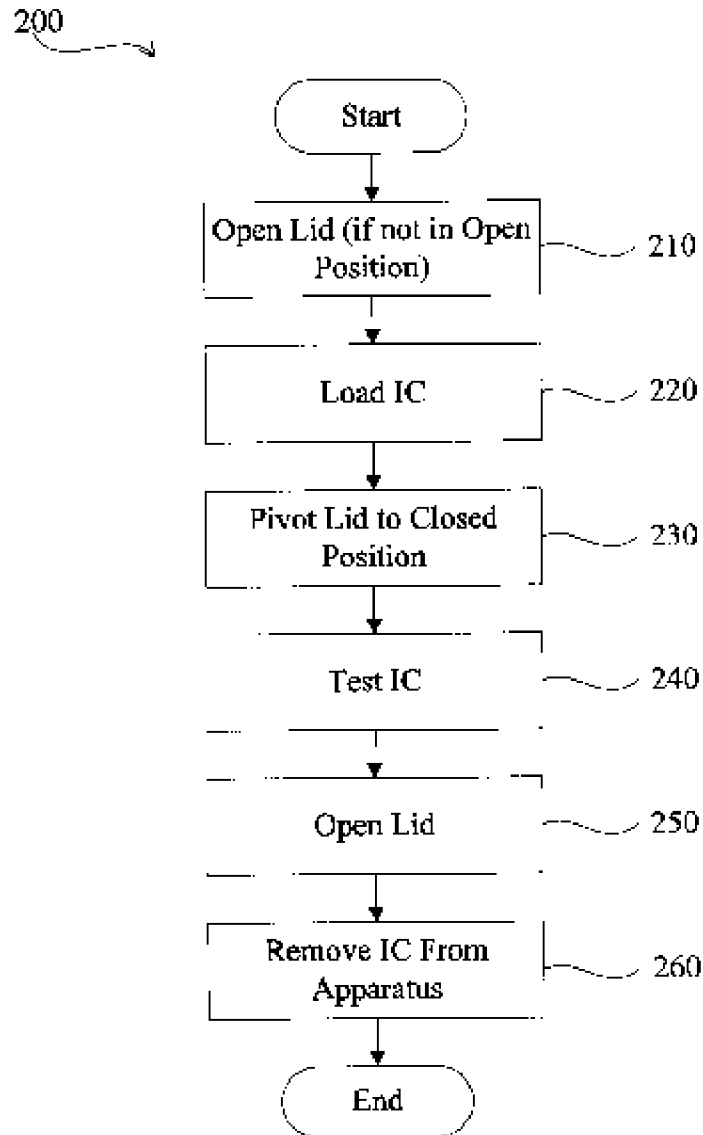 200
Start
Open Lid (if not in Open
Position)
210
Load IC
220
Pivot Lid to Closed
Position
230
Test IC
240
Open Lid
250
Remove IC From
Apparatus
260
End